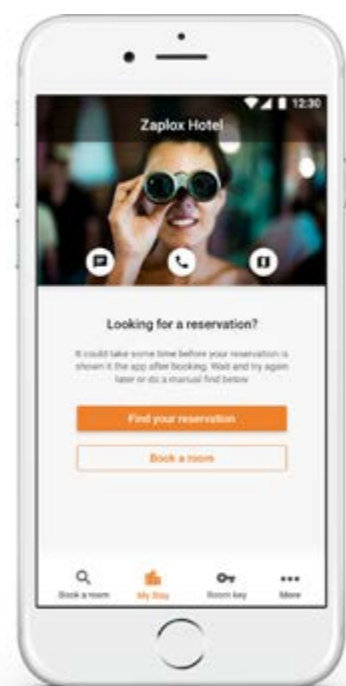 12:30
Zaplox Hotel
Looking for a reservation?
It could take some time before your reservation is
shown it the app after booking. Wait and try again
later or do a manual find below
Find your reservation
Book a room
Book a room My Stay Room key More